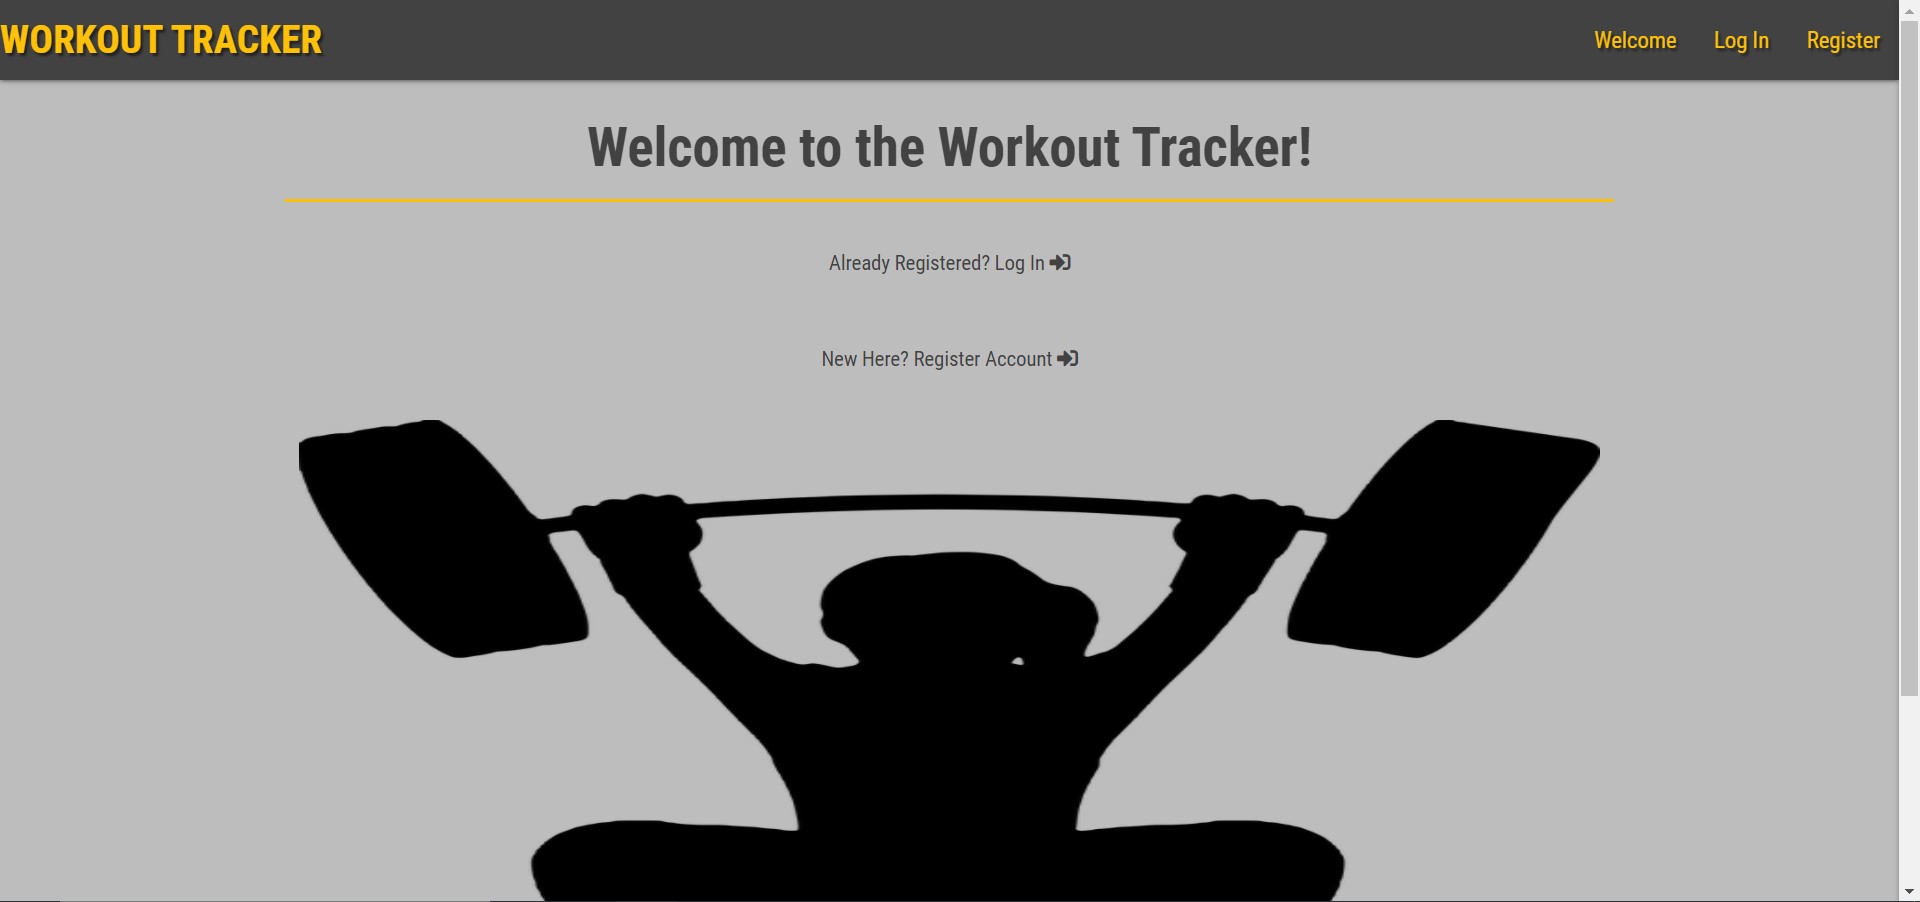 WORKOUT TRACKER
Welcome
Log In
Register
Welcome to the Workout Tracker!
Already Registered? Log In
New Here? Register Account